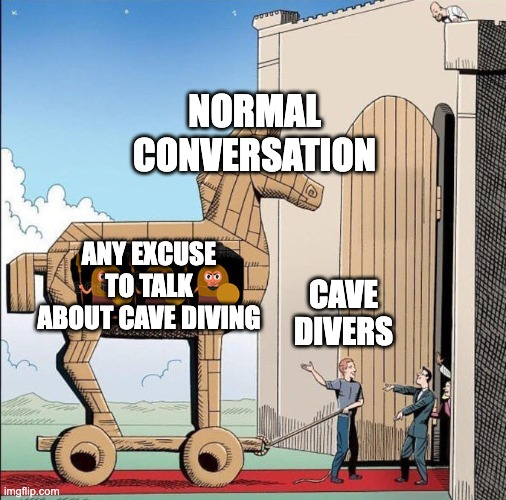 NORMAL
CONVERSATION
ANY EXCUSE
TO TALK
ABOUT CAVE DIVING
CAVE
DIVERS
imgflip.com